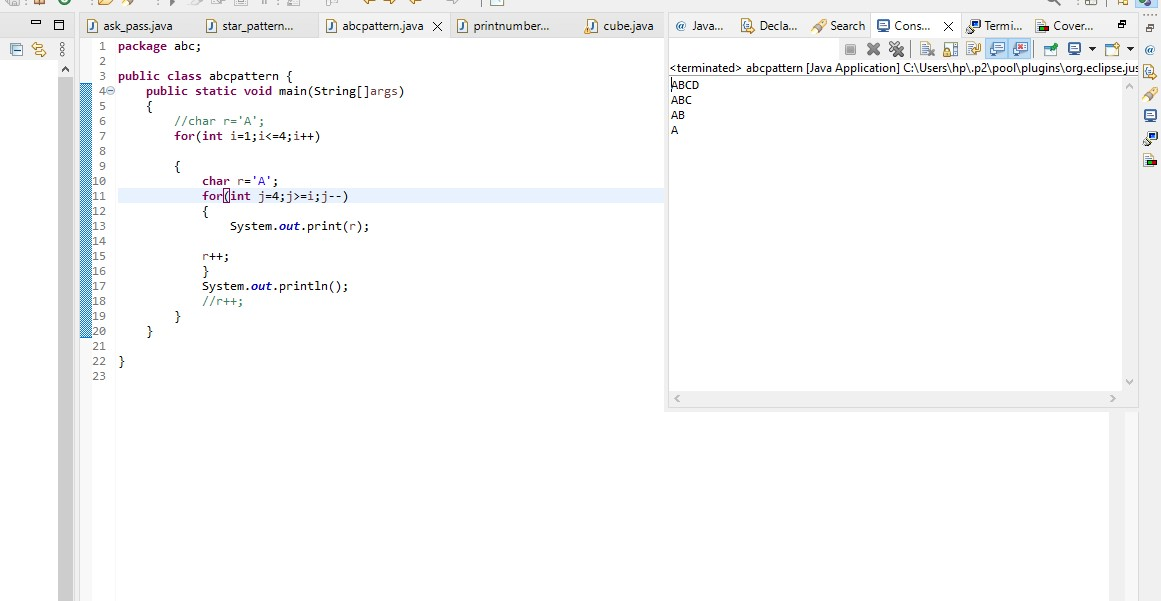 ask_pass.java star_pattern... abcpattern.java printnumber... cube.java
@ Java... Decla... Search Cons... Termi... Cover...
<terminated> abcpattern [Java Application] C:\Users\hp\.p2\pool\plugins\org.eclipse.jus
1 package abc;
2
3 public class abcpattern {
4 public static void main(String[]args)
5 {
6 //char r='A';
7 for(int i=1;i<=4;i++)
8
9 {
10 char r='A';
11 for(int j=4;j>=i;j--)
12 {
13 System.out.print(r);
14
15 r++;
16 }
17 System.out.println();
18 //r++;
19 }
20 }
21
22 }
23
ABCD
ABC
AB
A